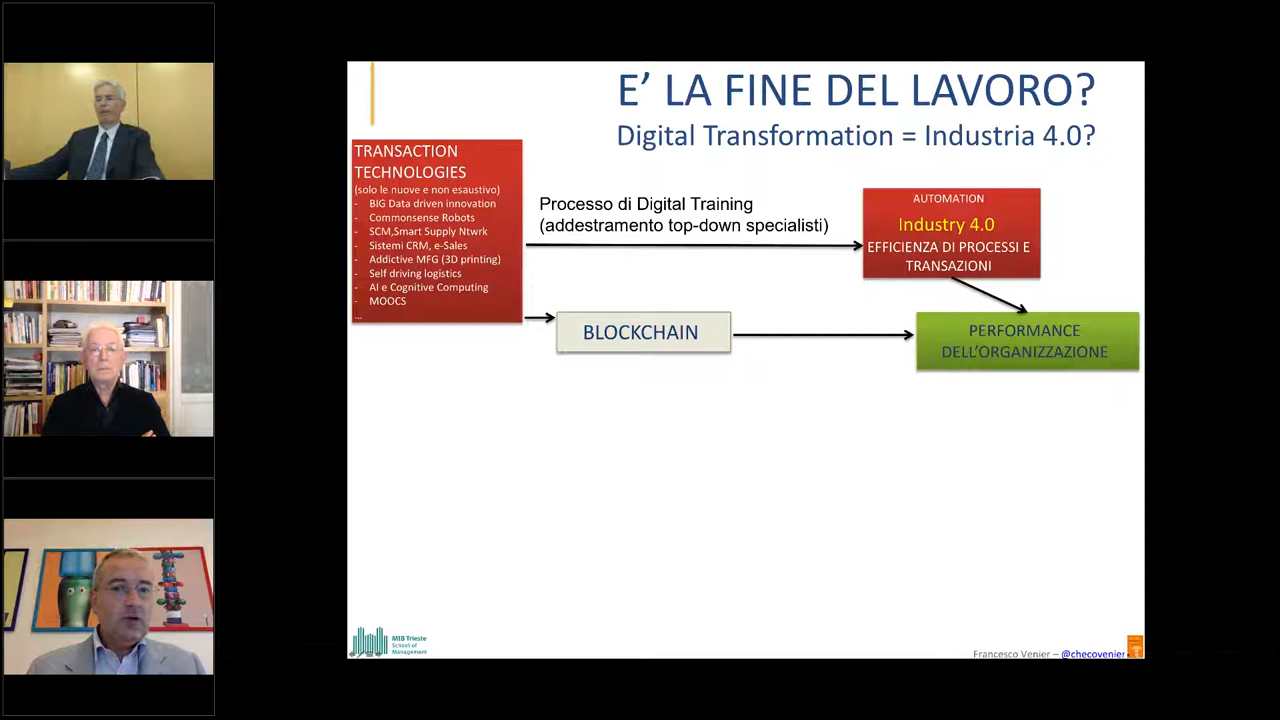 E' LA FINE DEL LAVORO?
Digital Transformation = Industria 4.0?
TRANSACTION
TECHNOLOGIES
(solo le nuove e non esaustivo)
- BIG Data driven innovation
- Commonsense Robots
- SCM,Smart Supply Ntwrk
- Sistemi CRM, e-Sales
- Addictive MFG (3D printing)
- Self driving logistics
- AI e Cognitive Computing
- MOOCS
...
Processo di Digital Training
(addestramento top-down specialisti)
AUTOMATION
Industry 4.0
EFFICIENZA DI PROCESSI E
TRANSAZIONI
BLOCKCHAIN
PERFORMANCE
DELL'ORGANIZZAZIONE
MIB Trieste
School of
Management
Francesco Venier – @checovenier